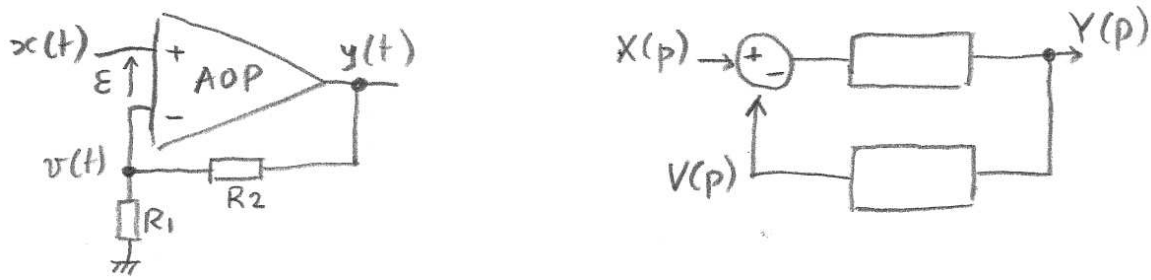 x(t)
+
ε
AOP
y(t)
-
v(t)
R2
R1
X(p)
+
-
Y(p)
V(p)